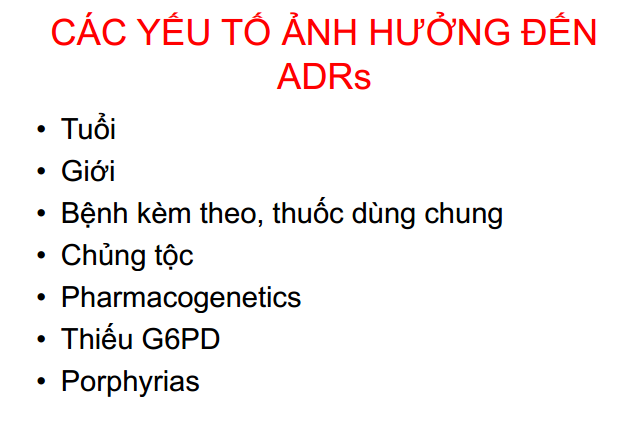 CÁC YẾU TỐ ẢNH HƯỞNG ĐẾN
ADRs
• Tuổi
• Giới
• Bệnh kèm theo, thuốc dùng chung
• Chủng tộc
• Pharmacogenetics
• Thiếu G6PD
• Porphyrias